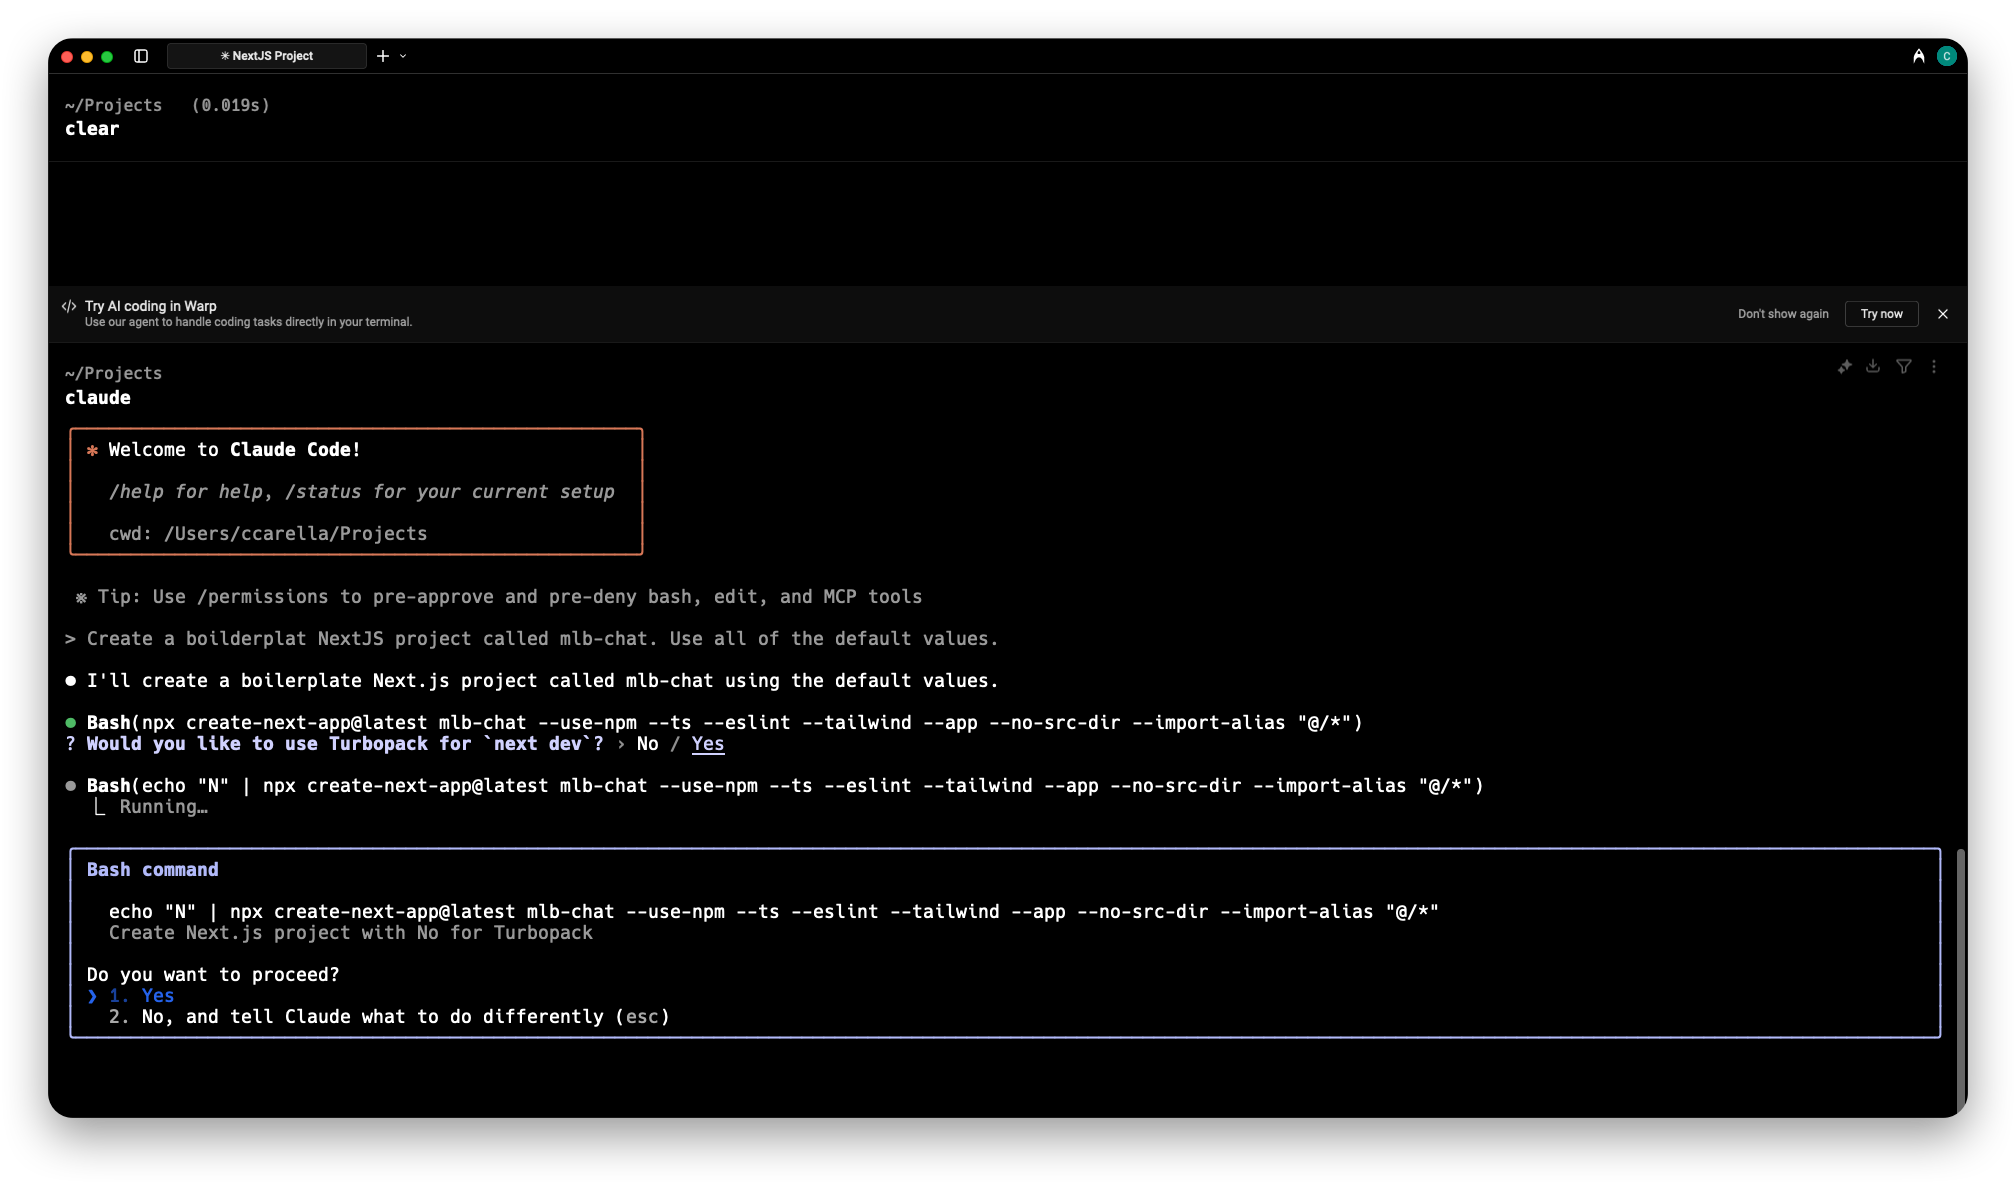 ✳ NextJS Project
C
~/Projects (0.019s)
clear
Try AI coding in Warp
Use our agent to handle coding tasks directly in your terminal.
Don't show again
Try now
~/Projects
claude
✻ Welcome to Claude Code!
/help for help, /status for your current setup
cwd: /Users/ccarella/Projects
※ Tip: Use /permissions to pre-approve and pre-deny bash, edit, and MCP tools
> Create a boilderplat NextJS project called mlb-chat. Use all of the default values.
● I'll create a boilerplate Next.js project called mlb-chat using the default values.
● Bash(npx create-next-app@latest mlb-chat --use-npm --ts --eslint --tailwind --app --no-src-dir --import-alias "@/*")
? Would you like to use Turbopack for `next dev`? › No / Yes
● Bash(echo "N" | npx create-next-app@latest mlb-chat --use-npm --ts --eslint --tailwind --app --no-src-dir --import-alias "@/*")
⎿ Running…
Bash command
echo "N" | npx create-next-app@latest mlb-chat --use-npm --ts --eslint --tailwind --app --no-src-dir --import-alias "@/*"
Create Next.js project with No for Turbopack
Do you want to proceed?
❯ 1. Yes
2. No, and tell Claude what to do differently (esc)